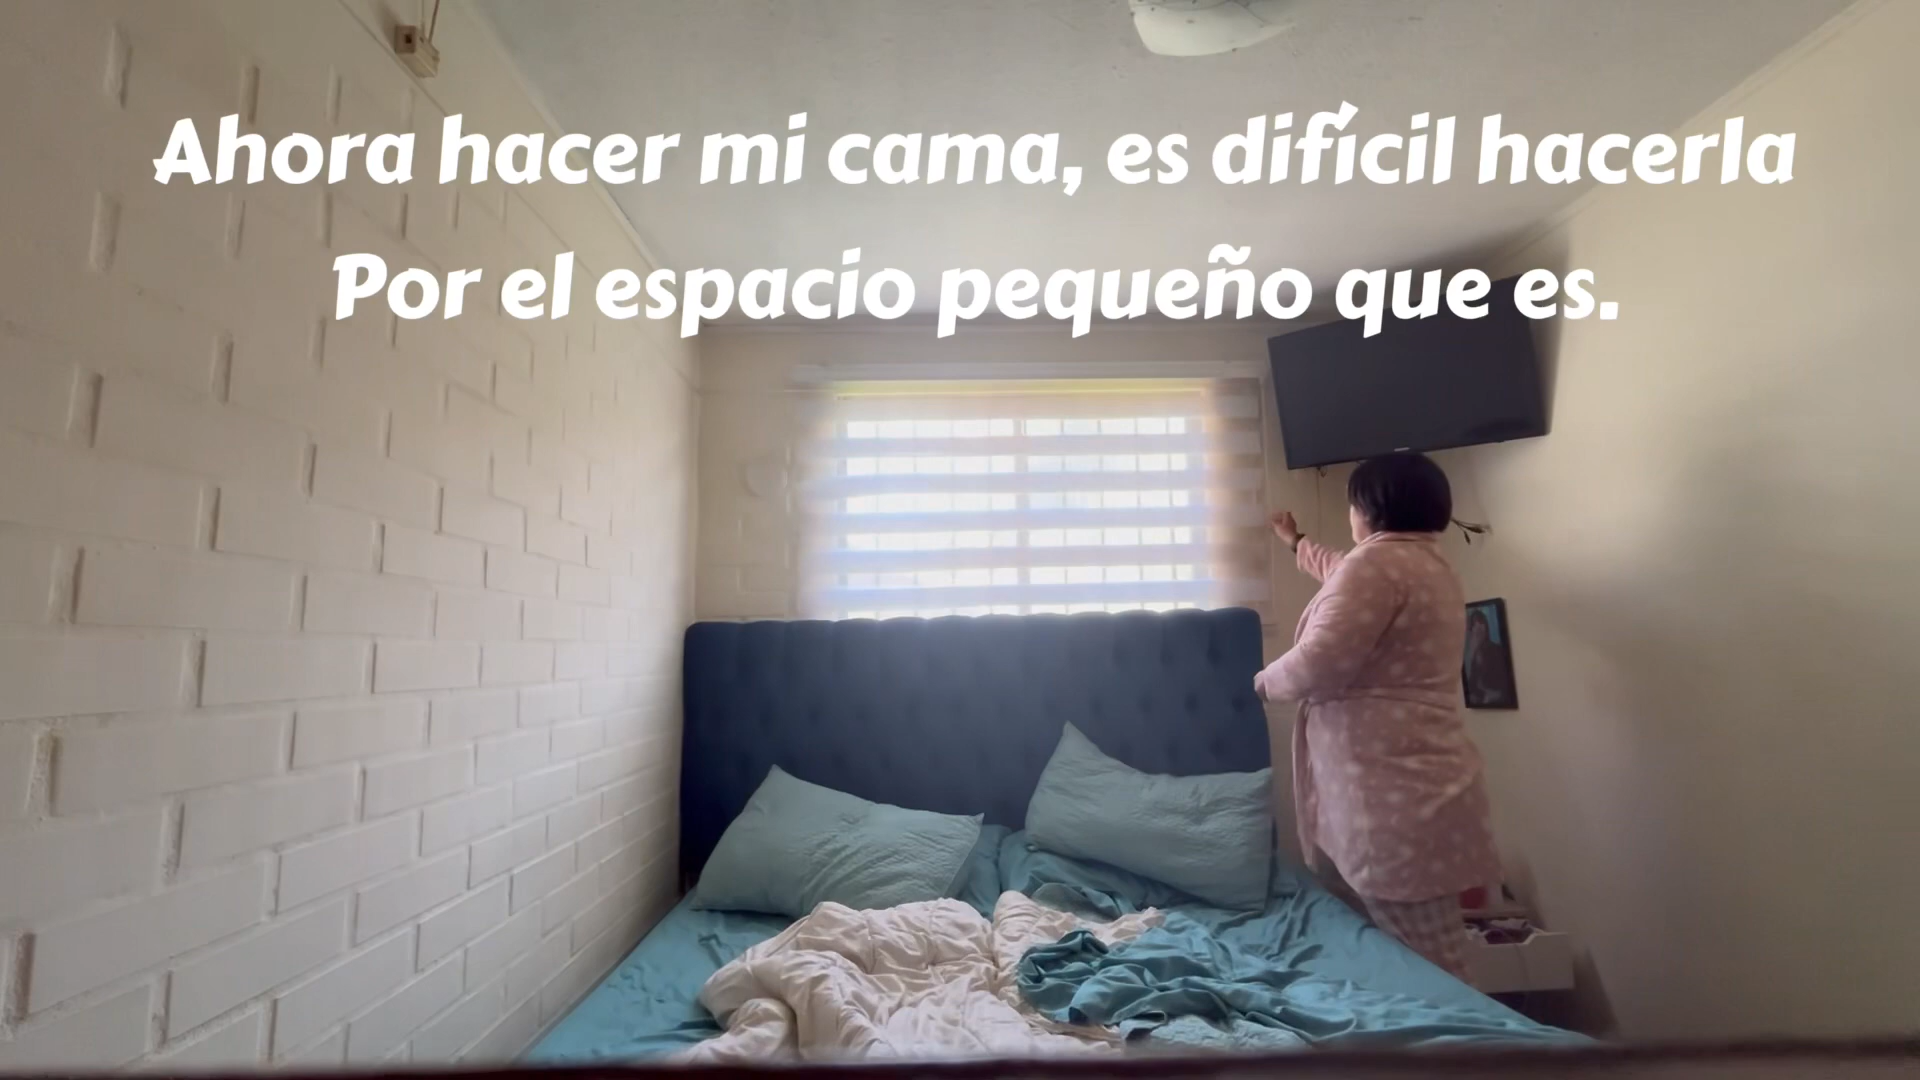 Ahora hacer mi cama, es difícil hacerla
Por el espacio pequeño que es.